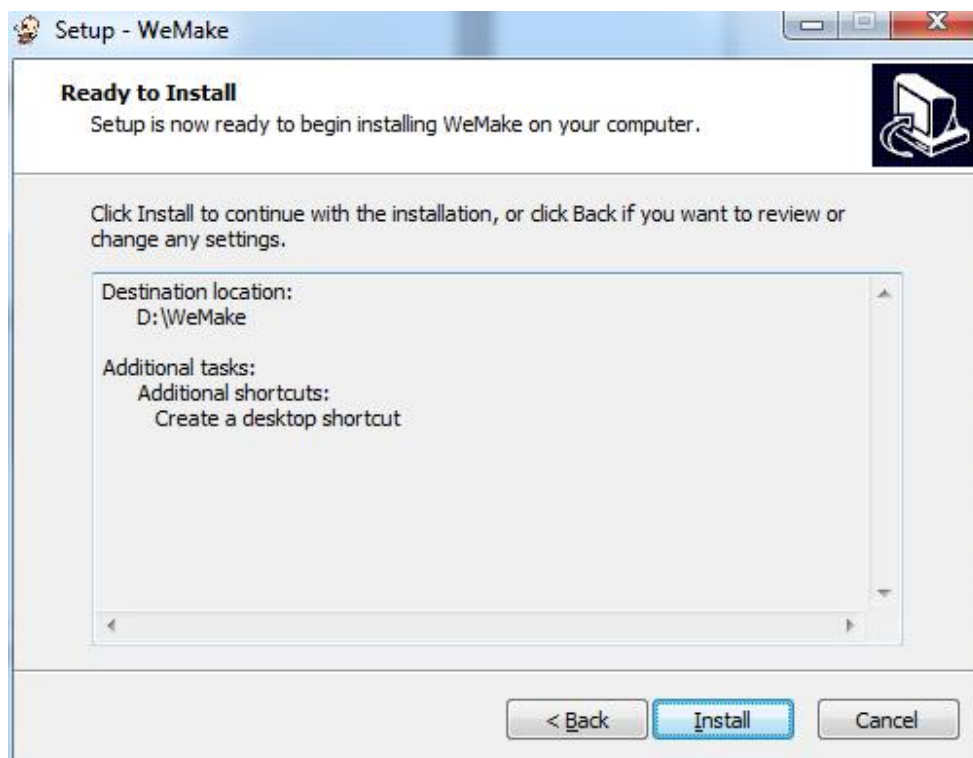 Setup - WeMake
Ready to Install
Setup is now ready to begin installing WeMake on your computer.
Click Install to continue with the installation, or click Back if you want to review or
change any settings.
Destination location:
D:\WeMake
Additional tasks:
Additional shortcuts:
Create a desktop shortcut
< Back
Install
Cancel